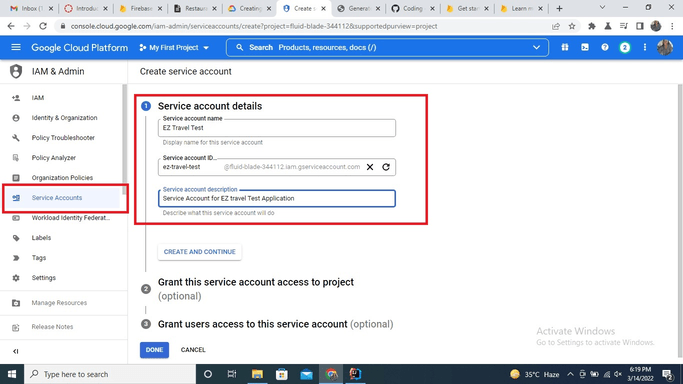 Inbox (1
Introduct
Firebase
Restaura
Creating
Create s
Generati
Coding
Get start
Learn m
console.cloud.google.com/iam-admin/serviceaccounts/create?project=fluid-blade-344112&supportedpurview=project
Google Cloud Platform
My First Project
Search Products, resources, docs (/)
2
IAM & Admin
Create service account
IAM
Identity & Organization
Policy Troubleshooter
Policy Analyzer
Organization Policies
Service Accounts
Workload Identity Federat...
Labels
Tags
Settings
Manage Resources
Release Notes
1 Service account details
Service account name
EZ Travel Test
Display name for this service account
Service account ID
ez-travel-test @fluid-blade-344112.iam.gserviceaccount.com
Service account description
Service Account for EZ travel Test Application
Describe what this service account will do
CREATE AND CONTINUE
2 Grant this service account access to project
(optional)
3 Grant users access to this service account (optional)
DONE CANCEL
Activate Windows
Go to Settings to activate Windows.
Type here to search
35°C Haze
6:19 PM
3/14/2022